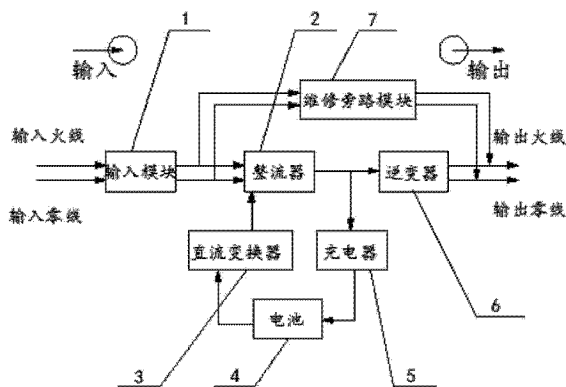 1
2
7
输入
输出
维修旁路模块
输入火线
输出火线
输入模块
整流器
逆变器
输入零线
输出零线
直流变换器
充电器
电池
6
3
4
5